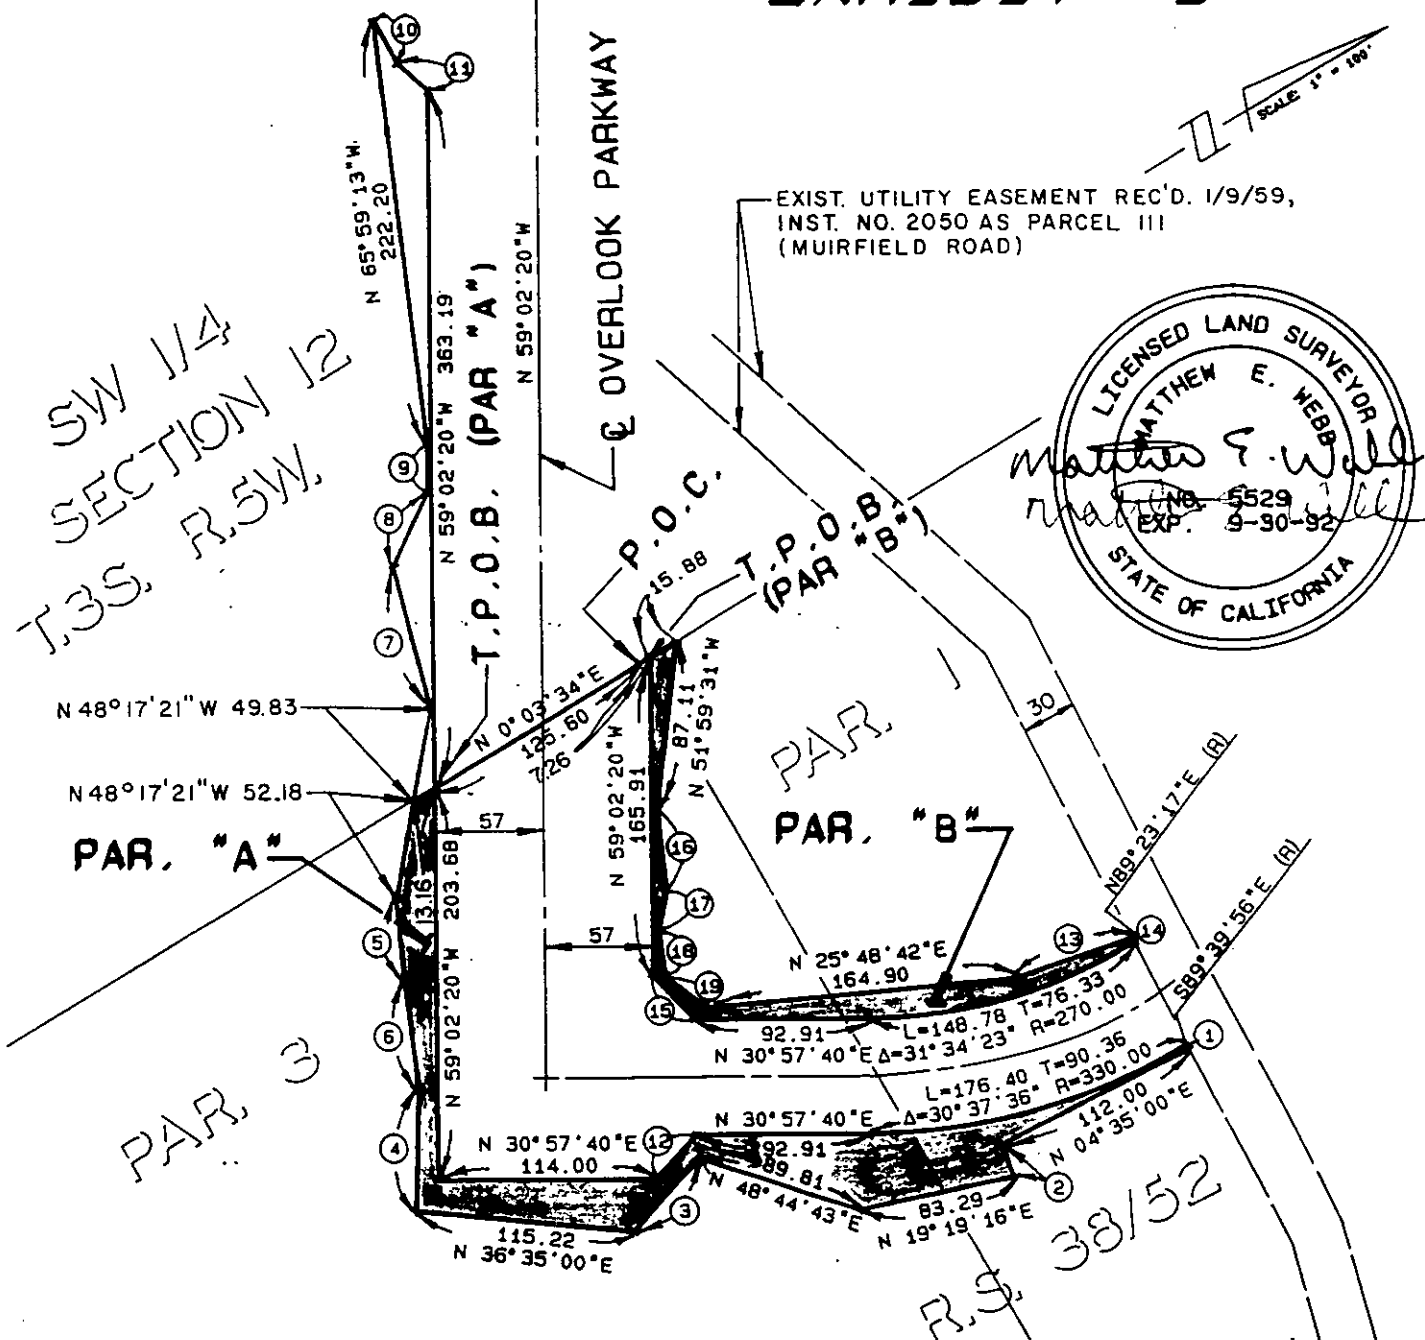 10
11
SCALE: 1" = 100'
N 65°59'13"W.
222.20
EXIST. UTILITY EASEMENT REC'D. 1/9/59,
INST. NO. 2050 AS PARCEL III
(MUIRFIELD ROAD)
N 59°02'20"W 363.19
T.P.O.B. (PAR "A")
N 59°02'20"W
℄ OVERLOOK PARKWAY
SW 1/4
SECTION 12
T.3S. R.5W.
LICENSED LAND SURVEYOR
MATTHEW E. WEBB
Matthew E. Webb
NO. 5529
EXP. 9-30-92
STATE OF CALIFORNIA
9
8
7
P.O.C.
15.88
T.P.O.B.
(PAR "B")
N 48°17'21"W 49.83
N 0°03'34"E
125.60
7.26
N 48°17'21"W 52.18
PAR. "A"
57
N 59°02'20"W
165.91
87.11
N 51°59'31"W
PAR. 1
PAR. "B"
30
N89°23'17"E (R)
S89°39'56"E (R)
13.16
N 59°02'20"W 203.68
5
6
4
57
16
17
18
19
15
N 25°48'42"E
164.90
13
14
92.91
N 30°57'40"E
L=148.78 T=76.33
Δ=31°34'23" R=270.00
1
L=176.40 T=90.36
Δ=30°37'36" R=330.00
112.00
N 04°35'00"E
PAR. 3
N 30°57'40"E
114.00
12
N 30°57'40"E
92.91
89.81
N 48°44'43"E
2
83.29
N 19°19'16"E
3
115.22
N 36°35'00"E
R.S. 38/52